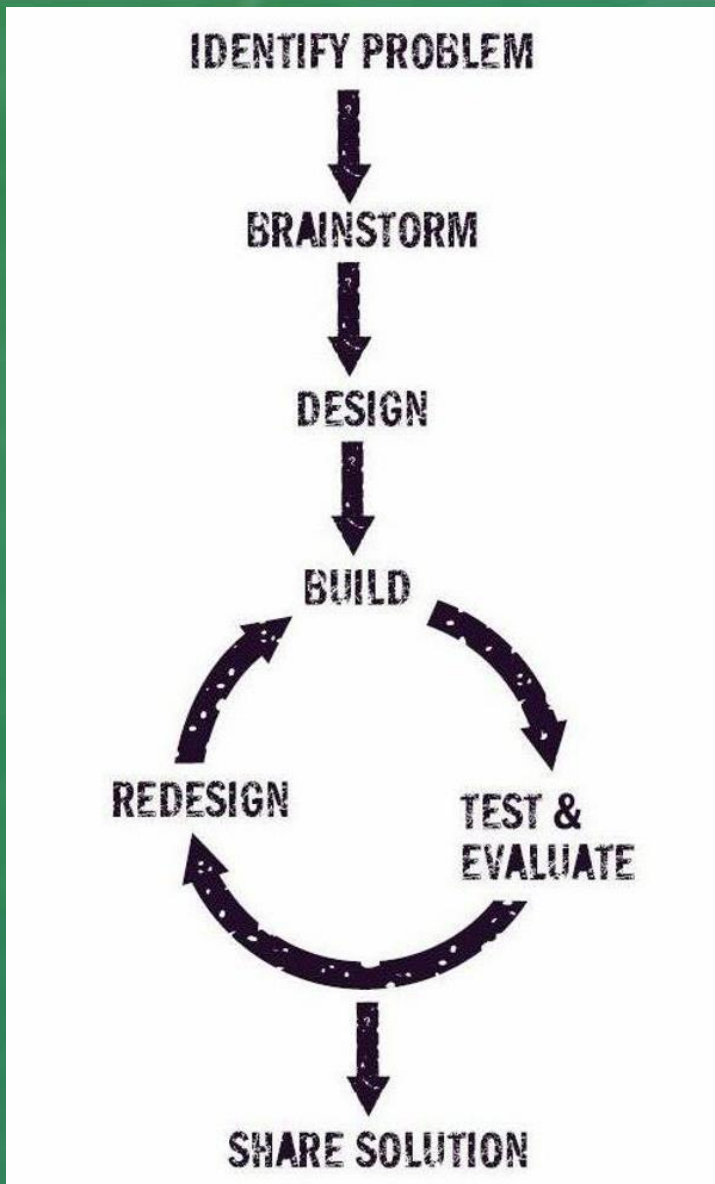 IDENTIFY PROBLEM
BRAINSTORM
DESIGN
BUILD
REDESIGN
TEST &
EVALUATE
SHARE SOLUTION